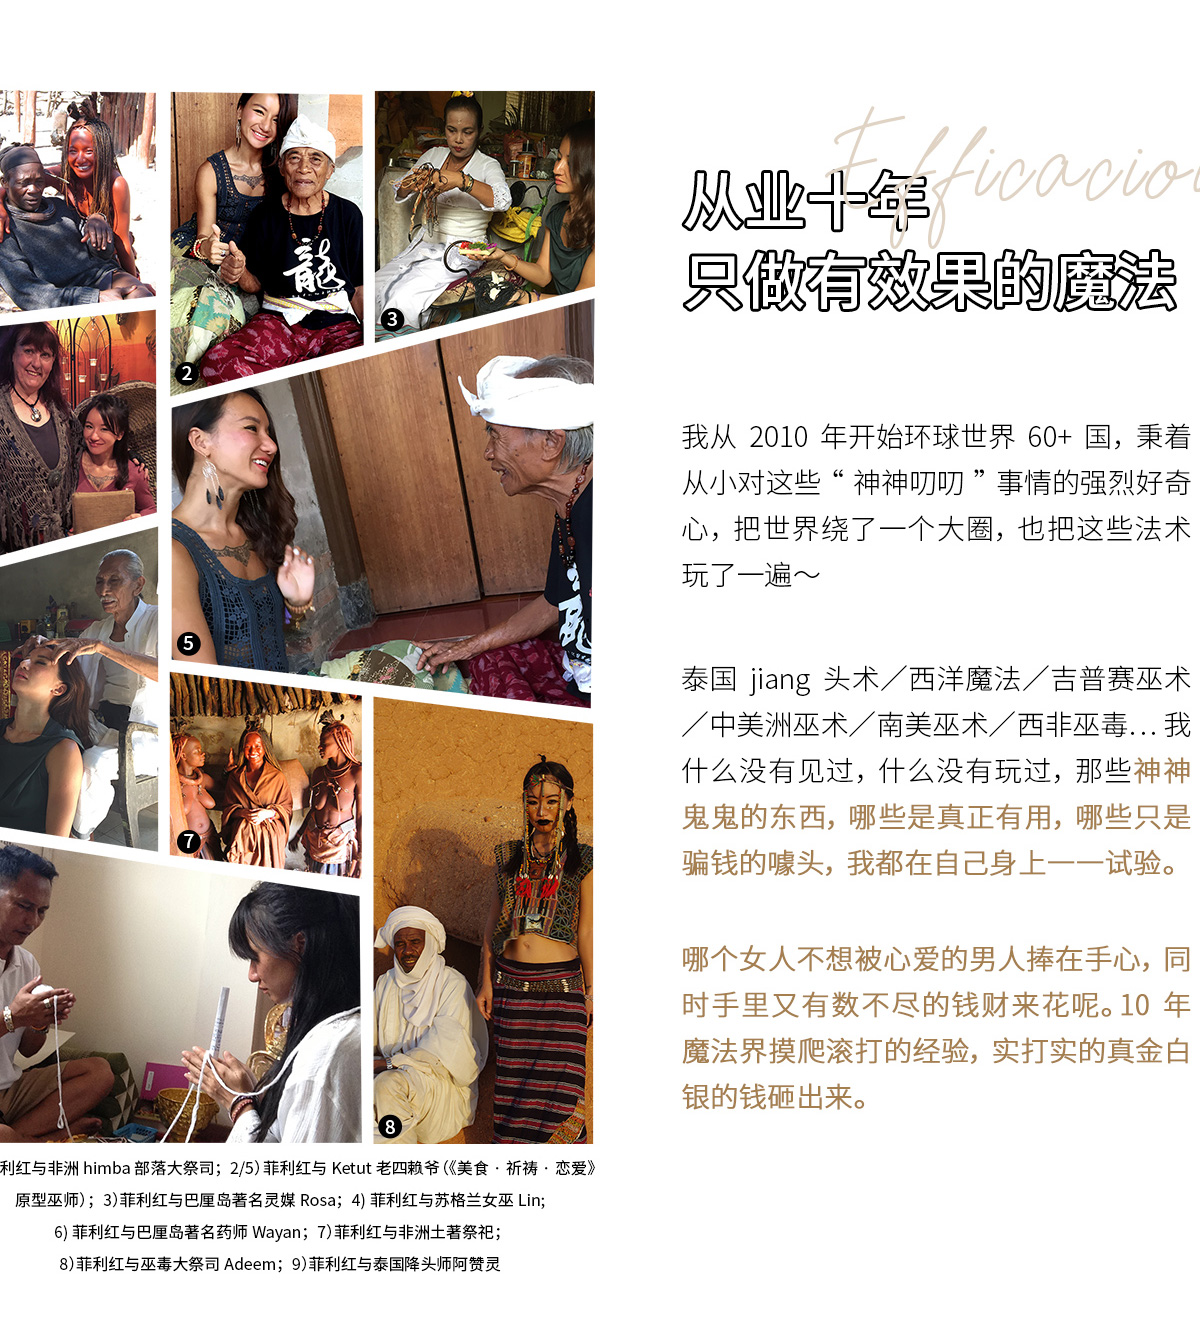 Efficacio
从业十年
只做有效果的魔法
我从 2010 年开始环球世界 60+ 国，秉着
从小对这些“神神叨叨”事情的强烈好奇
心，把世界绕了一个大圈，也把这些法术
玩了一遍～
泰国 jiang 头术／西洋魔法／吉普赛巫术
／中美洲巫术／南美巫术／西非巫毒...我
什么没有见过，什么没有玩过，那些神神
鬼鬼的东西，哪些是真正有用，哪些只是
骗钱的噱头，我都在自己身上一一试验。
哪个女人不想被心爱的男人捧在手心，同
时手里又有数不尽的钱财来花呢。10 年
魔法界摸爬滚打的经验，实打实的真金白
银的钱砸出来。
龍
2
3
5
7
8
利红与非洲 himba 部落大祭司；2/5）菲利红与 Ketut 老四赖爷（《美食·祈祷·恋爱》
原型巫师）；3）菲利红与巴厘岛著名灵媒 Rosa；4) 菲利红与苏格兰女巫 Lin;
6) 菲利红与巴厘岛著名药师 Wayan；7）菲利红与非洲土著祭祀；
8）菲利红与巫毒大祭司 Adeem；9）菲利红与泰国降头师阿赞灵